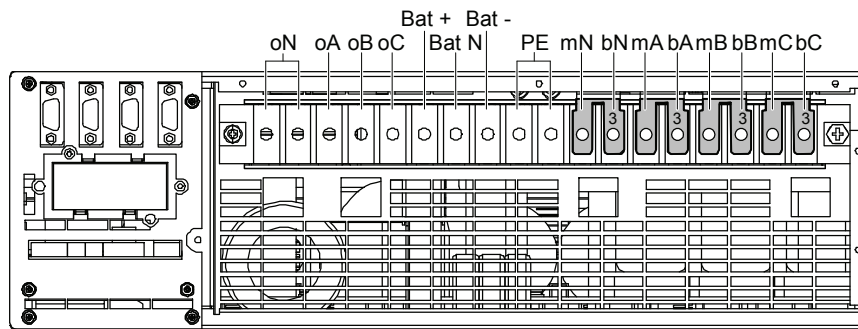 Bat + Bat -
oN oA oB oC Bat N PE mN bN mA bA mB bB mC bC
3 3 3 3